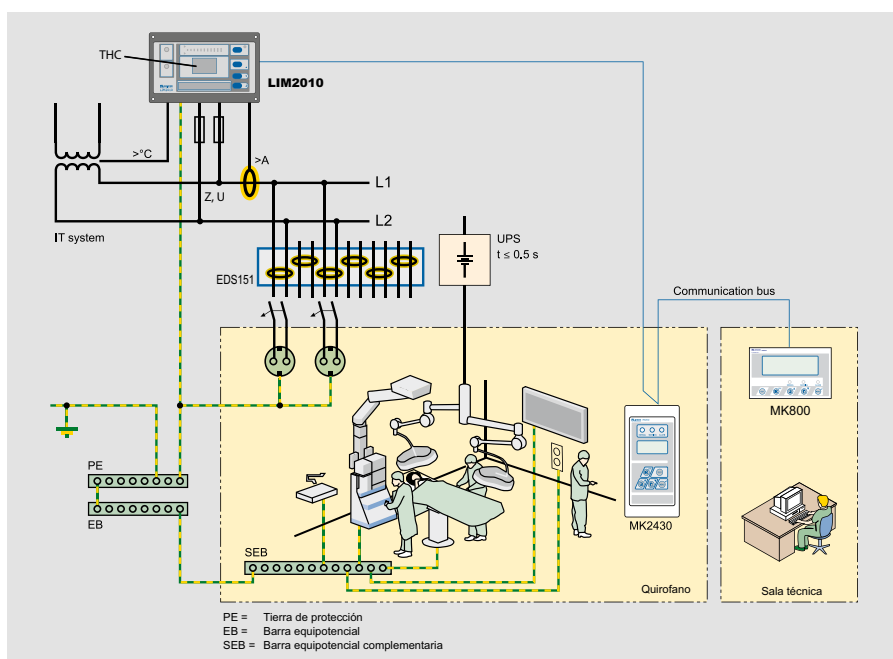 THC
LIM2010
>°C
>A
L1
Z, U
L2
IT system
UPS
t ≤ 0.5 s
EDS151
Communication bus
MK800
PE
EB
MK2430
SEB
Quirofano
Sala técnica
PE = Tierra de protección
EB = Barra equipotencial
SEB = Barra equipotencial complementaria